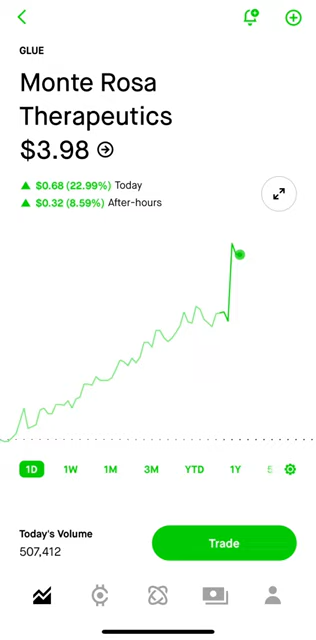 GLUE
Monte Rosa
Therapeutics
$3.98
$0.68 (22.99%) Today
$0.32 (8.59%) After-hours
1D 1W 1M 3M YTD 1Y 5
Today's Volume
507,412
Trade